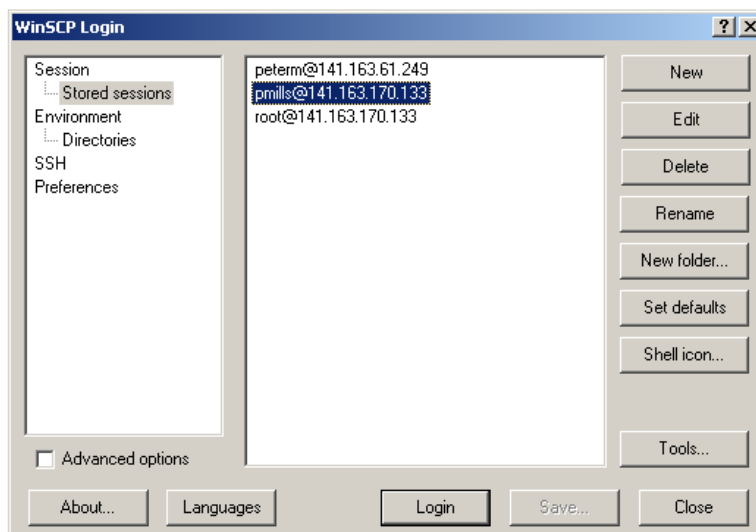 WinSCP Login
Session
Stored sessions
Environment
Directories
SSH
Preferences
Advanced options
peterm@141.163.61.249
pmills@141.163.170.133
root@141.163.170.133
New
Edit
Delete
Rename
New folder...
Set defaults
Shell icon...
Tools...
About...
Languages
Login
Save...
Close